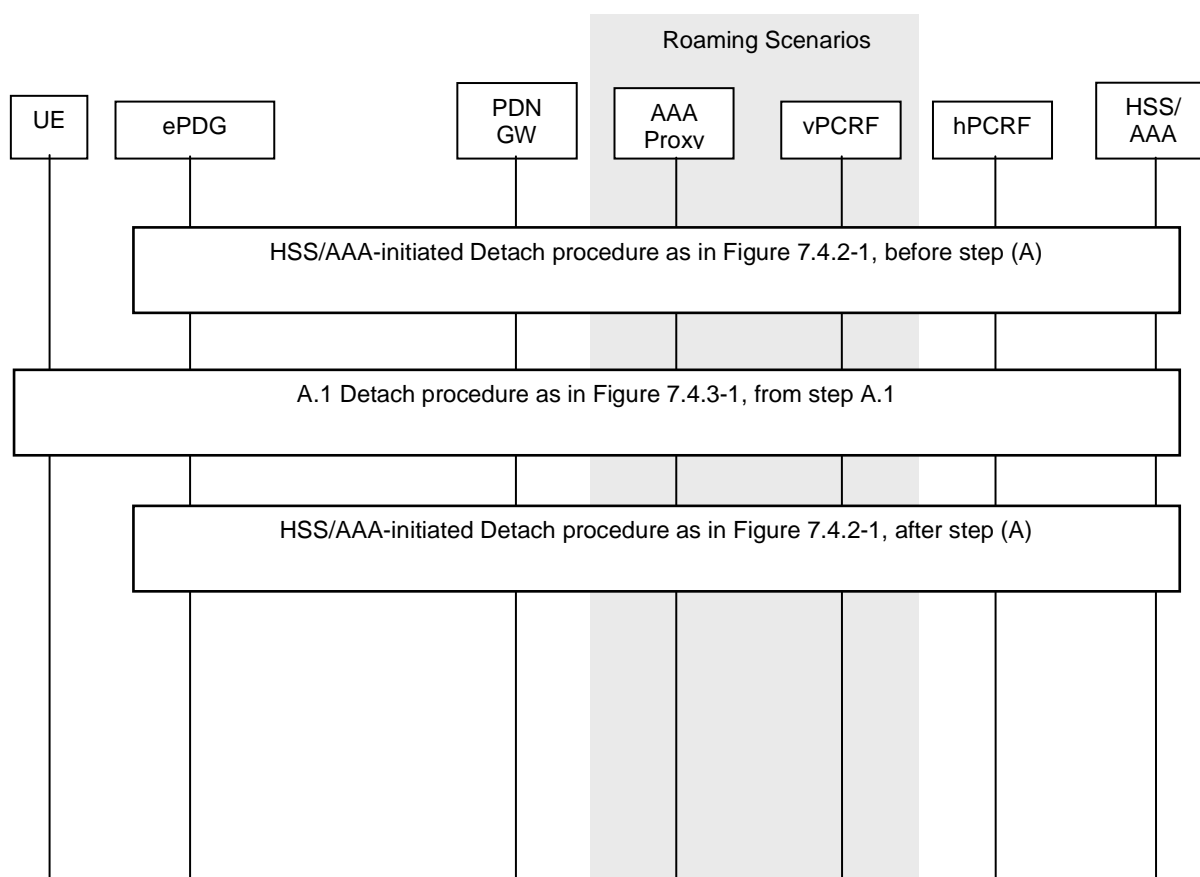 Roaming Scenarios
UE
ePDG
PDN
GW
AAA
Proxy
vPCRF
hPCRF
HSS/
AAA
HSS/AAA-initiated Detach procedure as in Figure 7.4.2-1, before step (A)
A.1 Detach procedure as in Figure 7.4.3-1, from step A.1
HSS/AAA-initiated Detach procedure as in Figure 7.4.2-1, after step (A)